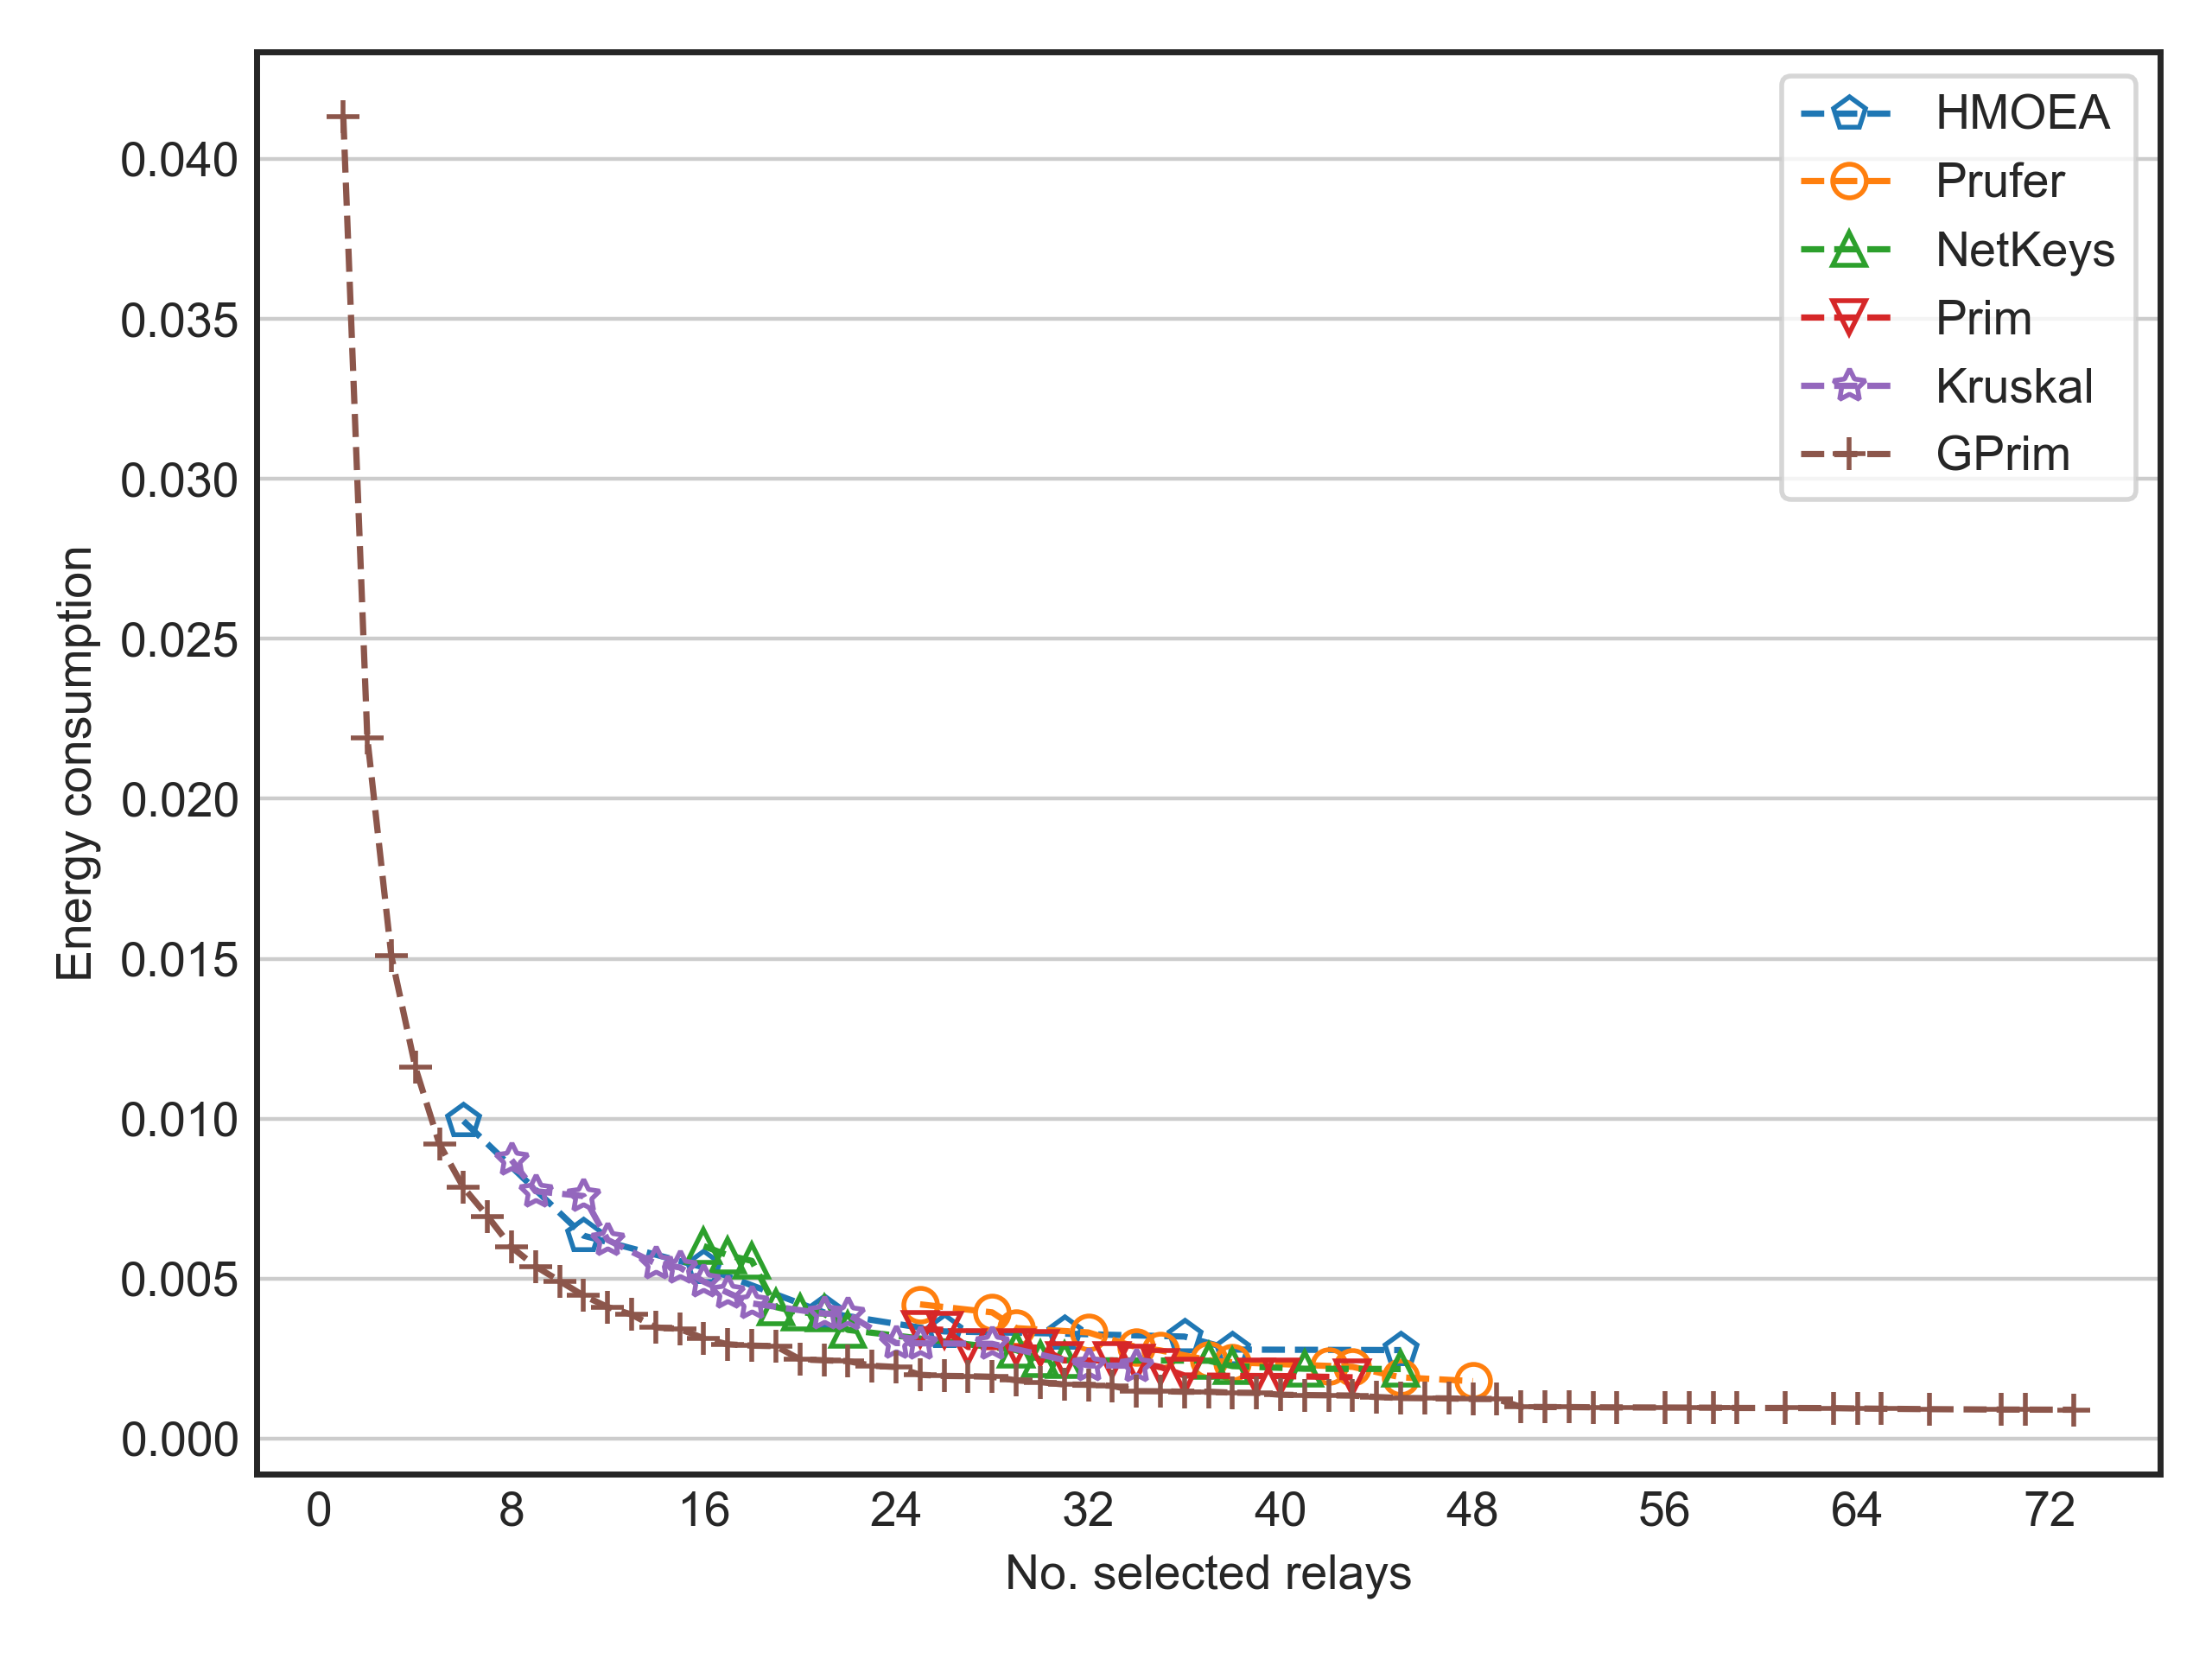 HMOEA
Prufer
NetKeys
Prim
Kruskal
GPrim
0.040
0.035
0.030
0.025
0.020
0.015
0.010
0.005
0.000
Energy consumption
0 8 16 24 32 40 48 56 64 72
No. selected relays